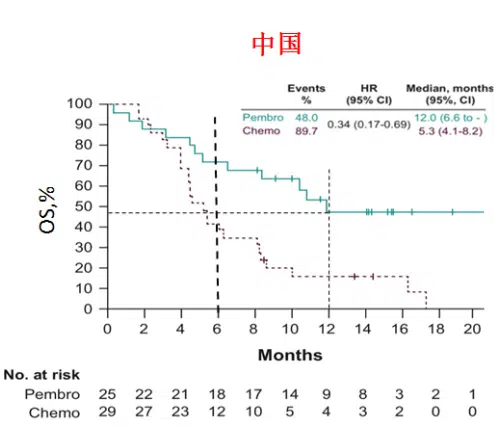 中国
Events HR Median, months
% (95% CI) (95%, CI)
Pembro 48.0 0.34 (0.17-0.69) 12.0 (6.6 to - )
Chemo 89.7 5.3 (4.1-8.2)
OS,%
100
90
80
70
60
50
40
30
20
10
0
0 2 4 6 8 10 12 14 16 18 20
Months
No. at risk
Pembro 25 22 21 18 17 14 9 8 3 2 1
Chemo 29 27 23 12 10 5 4 3 2 0 0